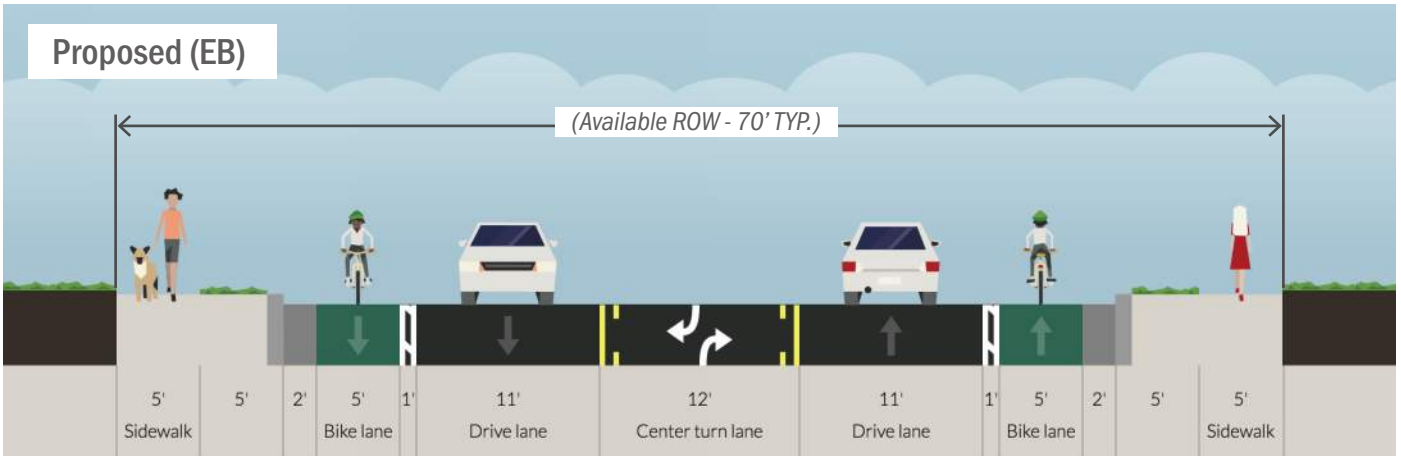 Proposed (EB)
(Available ROW - 70' TYP.)
5' 5' 2' 5' 1' 11' 12' 11' 1' 5' 2' 5' 5'
Sidewalk Bike lane Drive lane Center turn lane Drive lane Bike lane Sidewalk